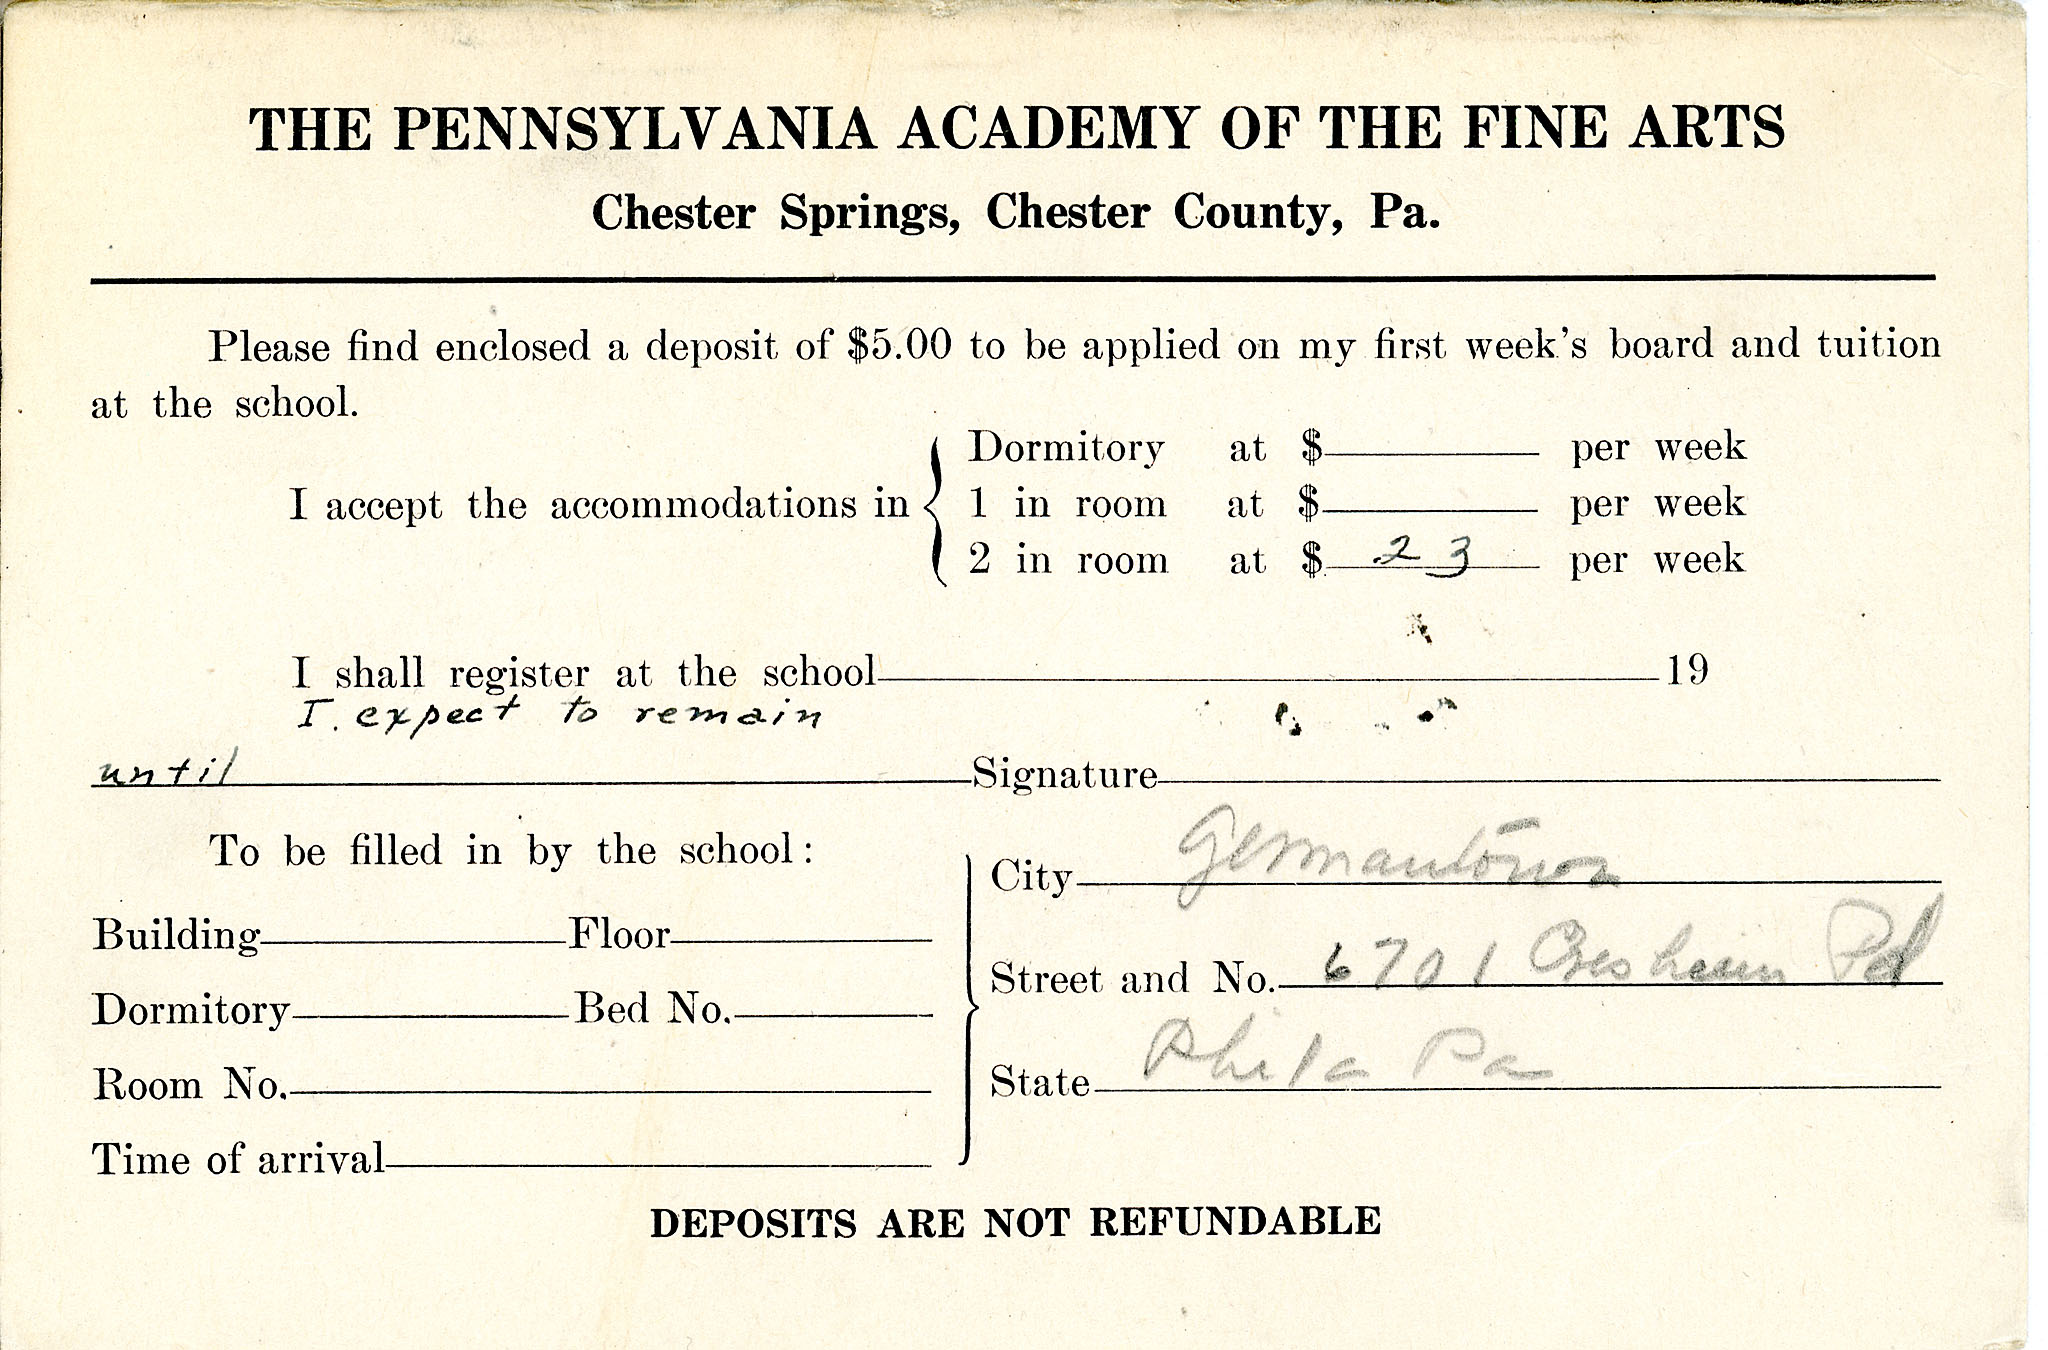 THE PENNSYLVANIA ACADEMY OF THE FINE ARTS
Chester Springs, Chester County, Pa.
Please find enclosed a deposit of $5.00 to be applied on my first week's board and tuition
at the school.
I accept the accommodations in
Dormitory at $ per week
1 in room at $ per week
2 in room at $ 23 per week
I shall register at the school 19
I. expect to remain
until Signature
To be filled in by the school:
City Germantown
Building Floor
Street and No. 6701 Cresheim Rd
Dormitory Bed No.
State Phila Pa
Room No.
Time of arrival
DEPOSITS ARE NOT REFUNDABLE